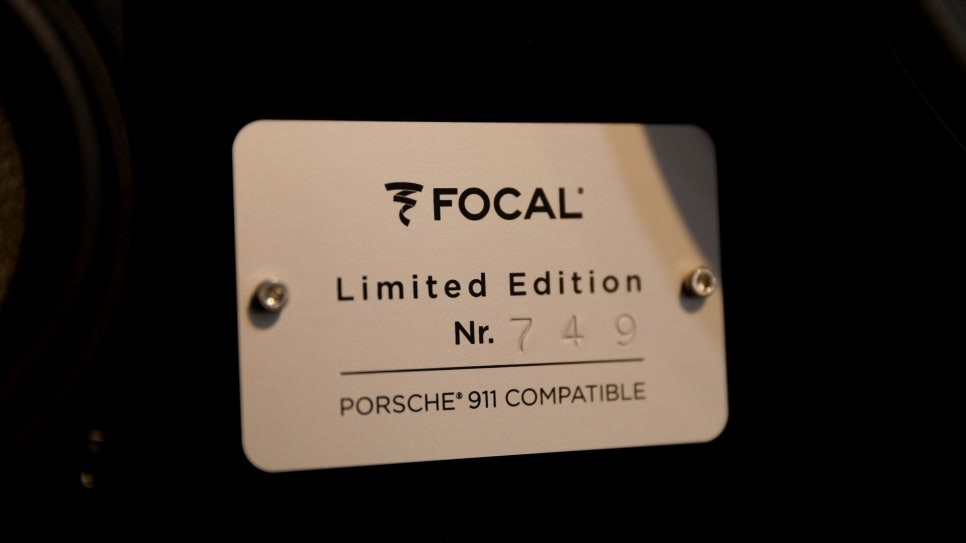 FOCAL®
Limited Edition
Nr. 749
PORSCHE® 911 COMPATIBLE